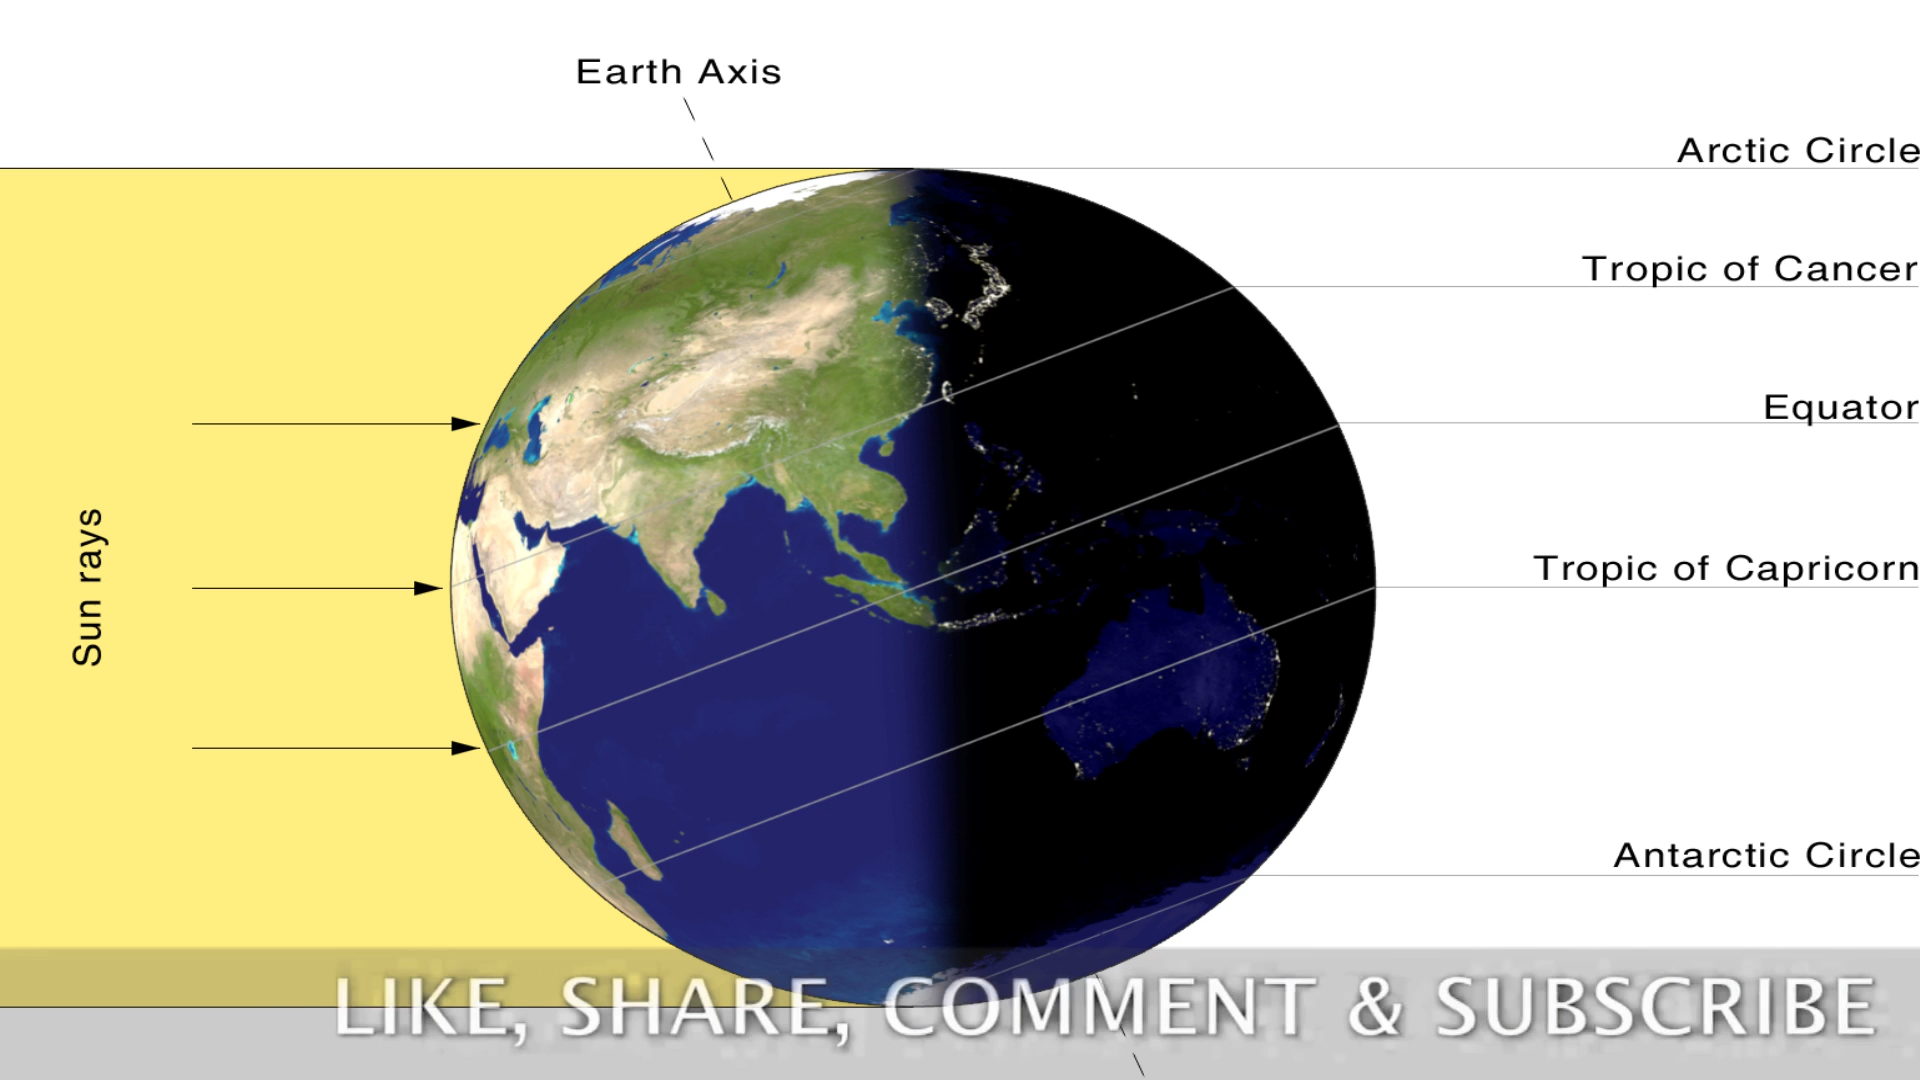 Earth Axis
Arctic Circle
Tropic of Cancer
Equator
Sun rays
Tropic of Capricorn
Antarctic Circle
LIKE, SHARE, COMMENT & SUBSCRIBE